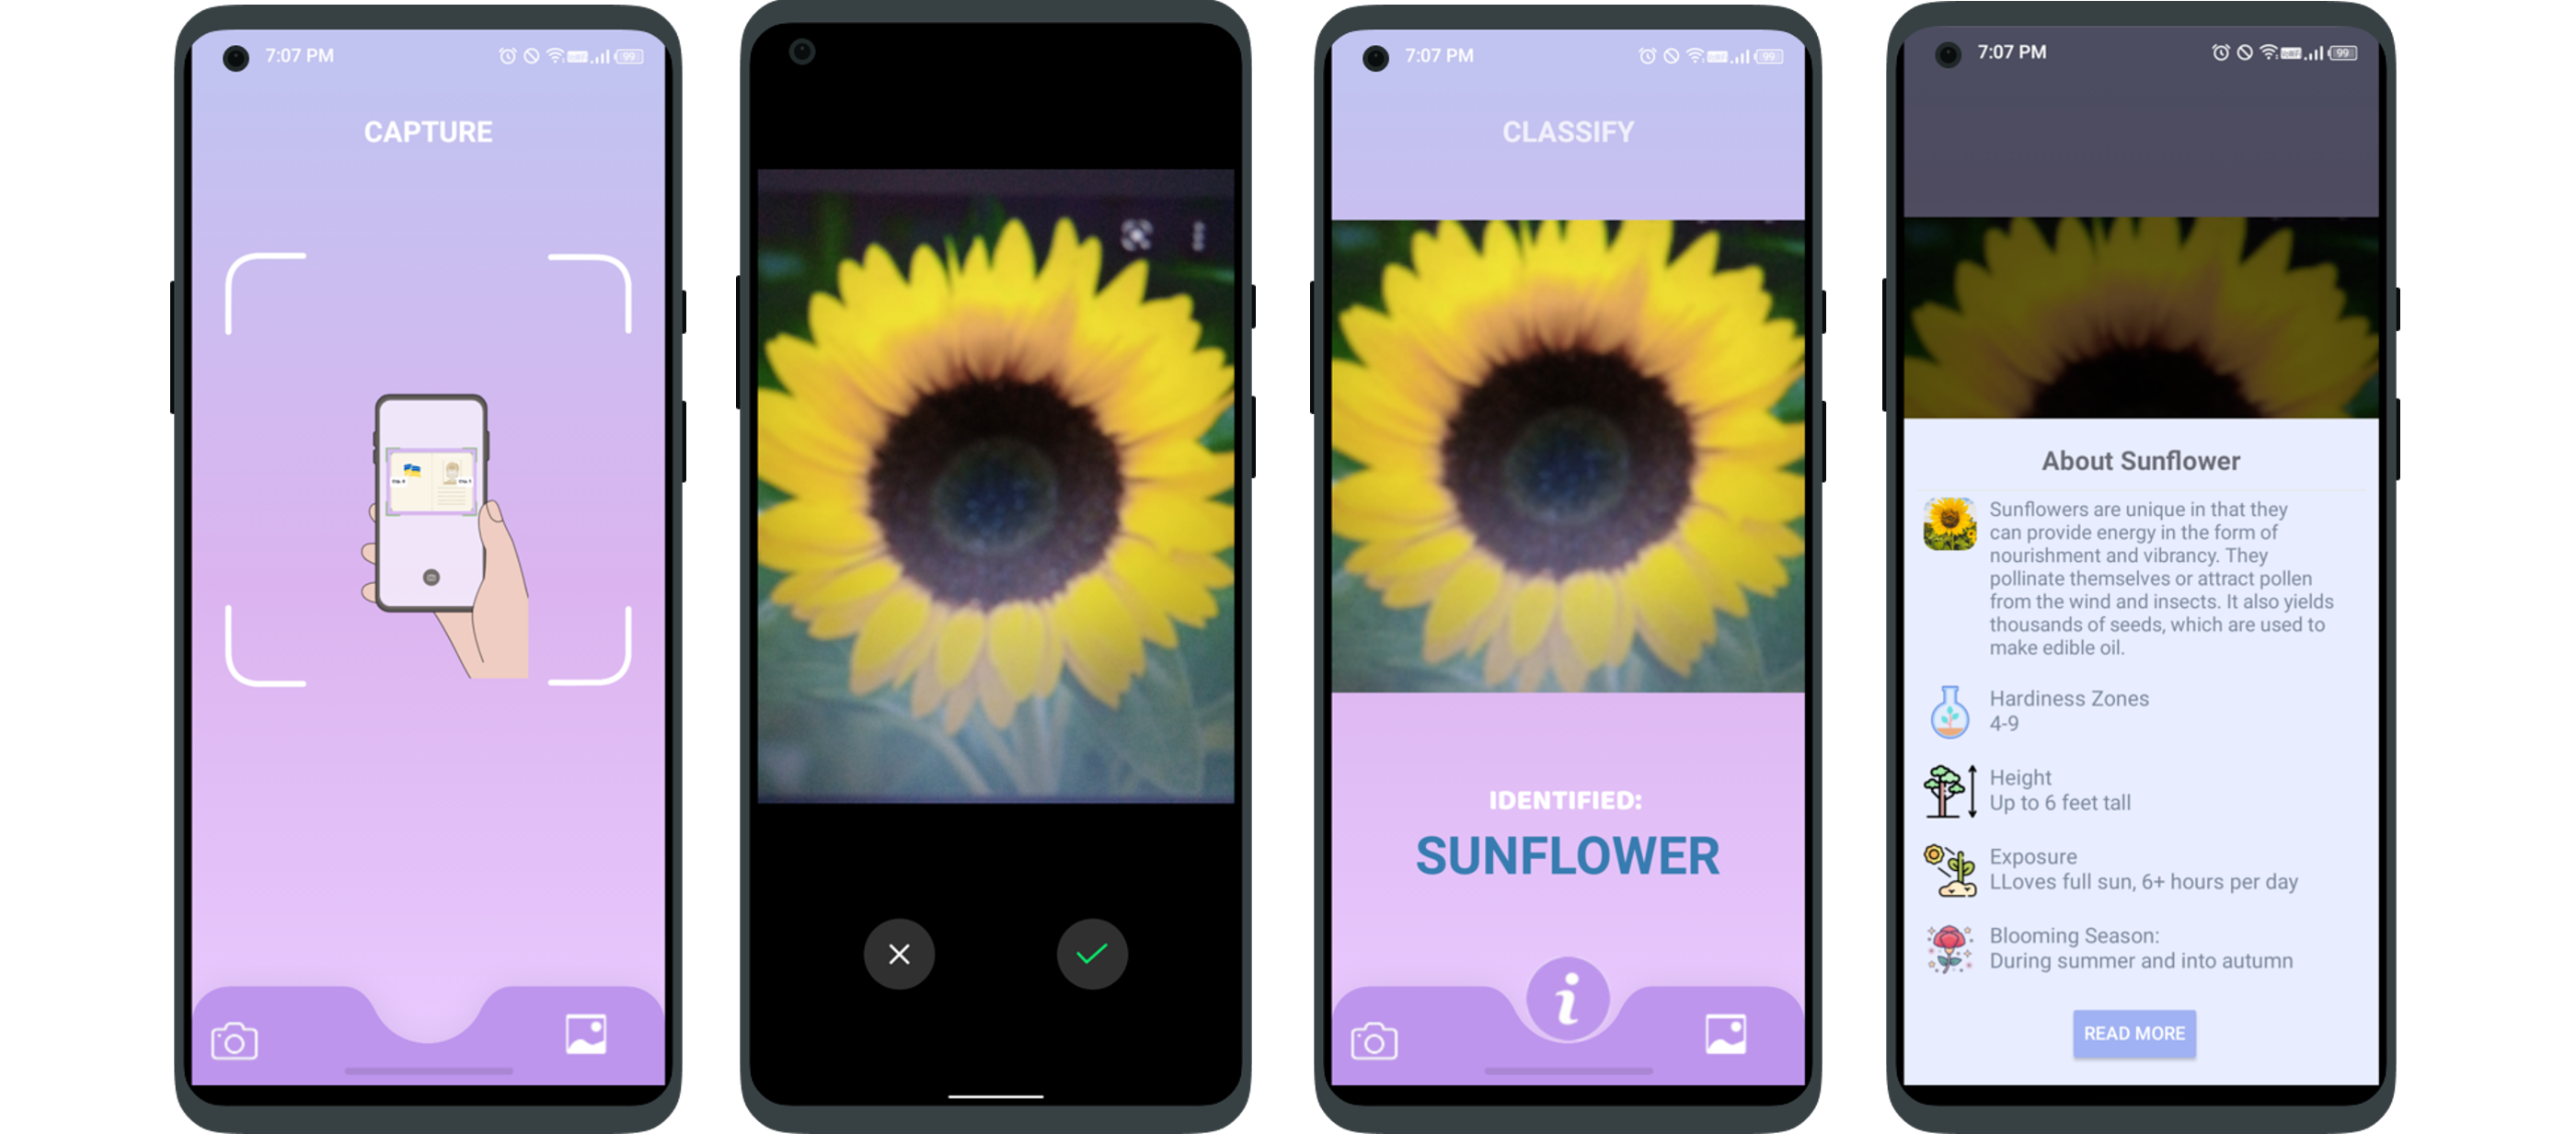 7:07 PM
99
CAPTURE
7:07 PM
99
CLASSIFY
IDENTIFIED:
SUNFLOWER
i
7:07 PM
99
About Sunflower
Sunflowers are unique in that they
can provide energy in the form of
nourishment and vibrancy. They
pollinate themselves or attract pollen
from the wind and insects. It also yields
thousands of seeds, which are used to
make edible oil.
Hardiness Zones
4-9
Height
Up to 6 feet tall
Exposure
LLoves full sun, 6+ hours per day
Blooming Season:
During summer and into autumn
READ MORE